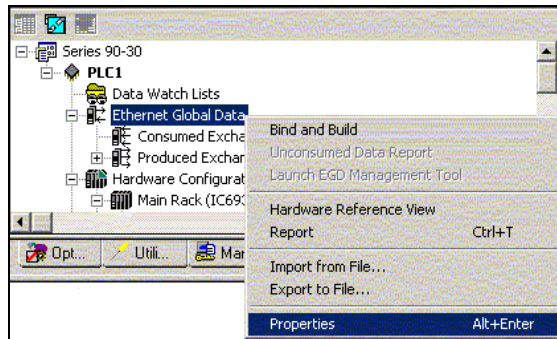 Series 90-30
PLC1
Data Watch Lists
Ethernet Global Data
Consumed Excha
Produced Exchar
Hardware Configurat
Main Rack (IC693
Opt...
Utili...
Mar
Bind and Build
Unconsumed Data Report
Launch EGD Management Tool
Hardware Reference View
Report Ctrl+T
Import from File...
Export to File...
Properties Alt+Enter